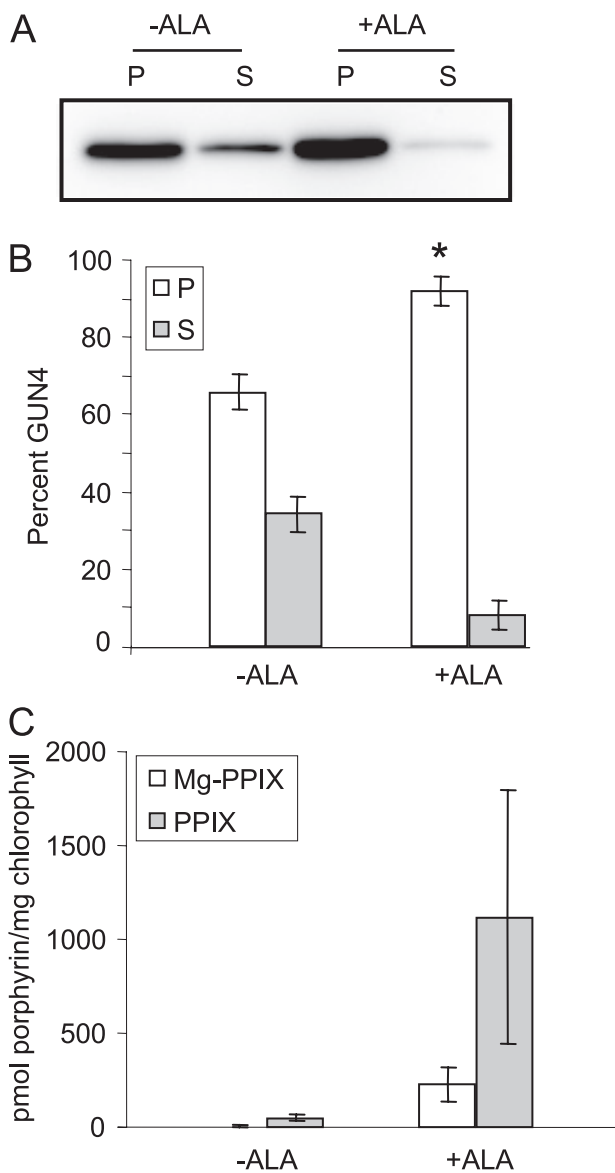 A
-ALA +ALA
P S P S
B
Percent GUN4
100
80
60
40
20
0
P
S
*
-ALA +ALA
C
pmol porphyrin/mg chlorophyll
2000
1500
1000
500
0
Mg-PPIX
PPIX
-ALA +ALA